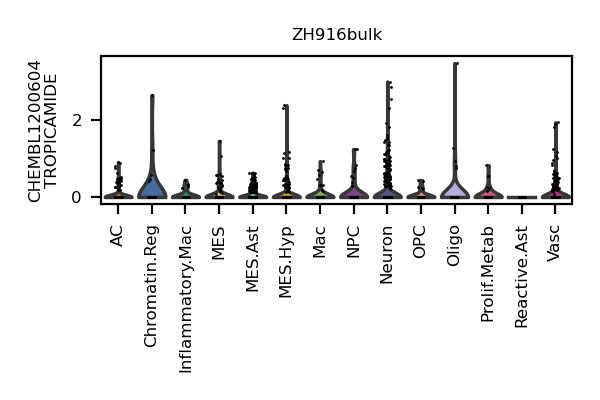 ZH916bulk
CHEMBL1200604
TROPICAMIDE
2
0
AC
Chromatin.Reg
Inflammatory.Mac
MES
MES.Ast
MES.Hyp
Mac
NPC
Neuron
OPC
Oligo
Prolif.Metab
Reactive.Ast
Vasc